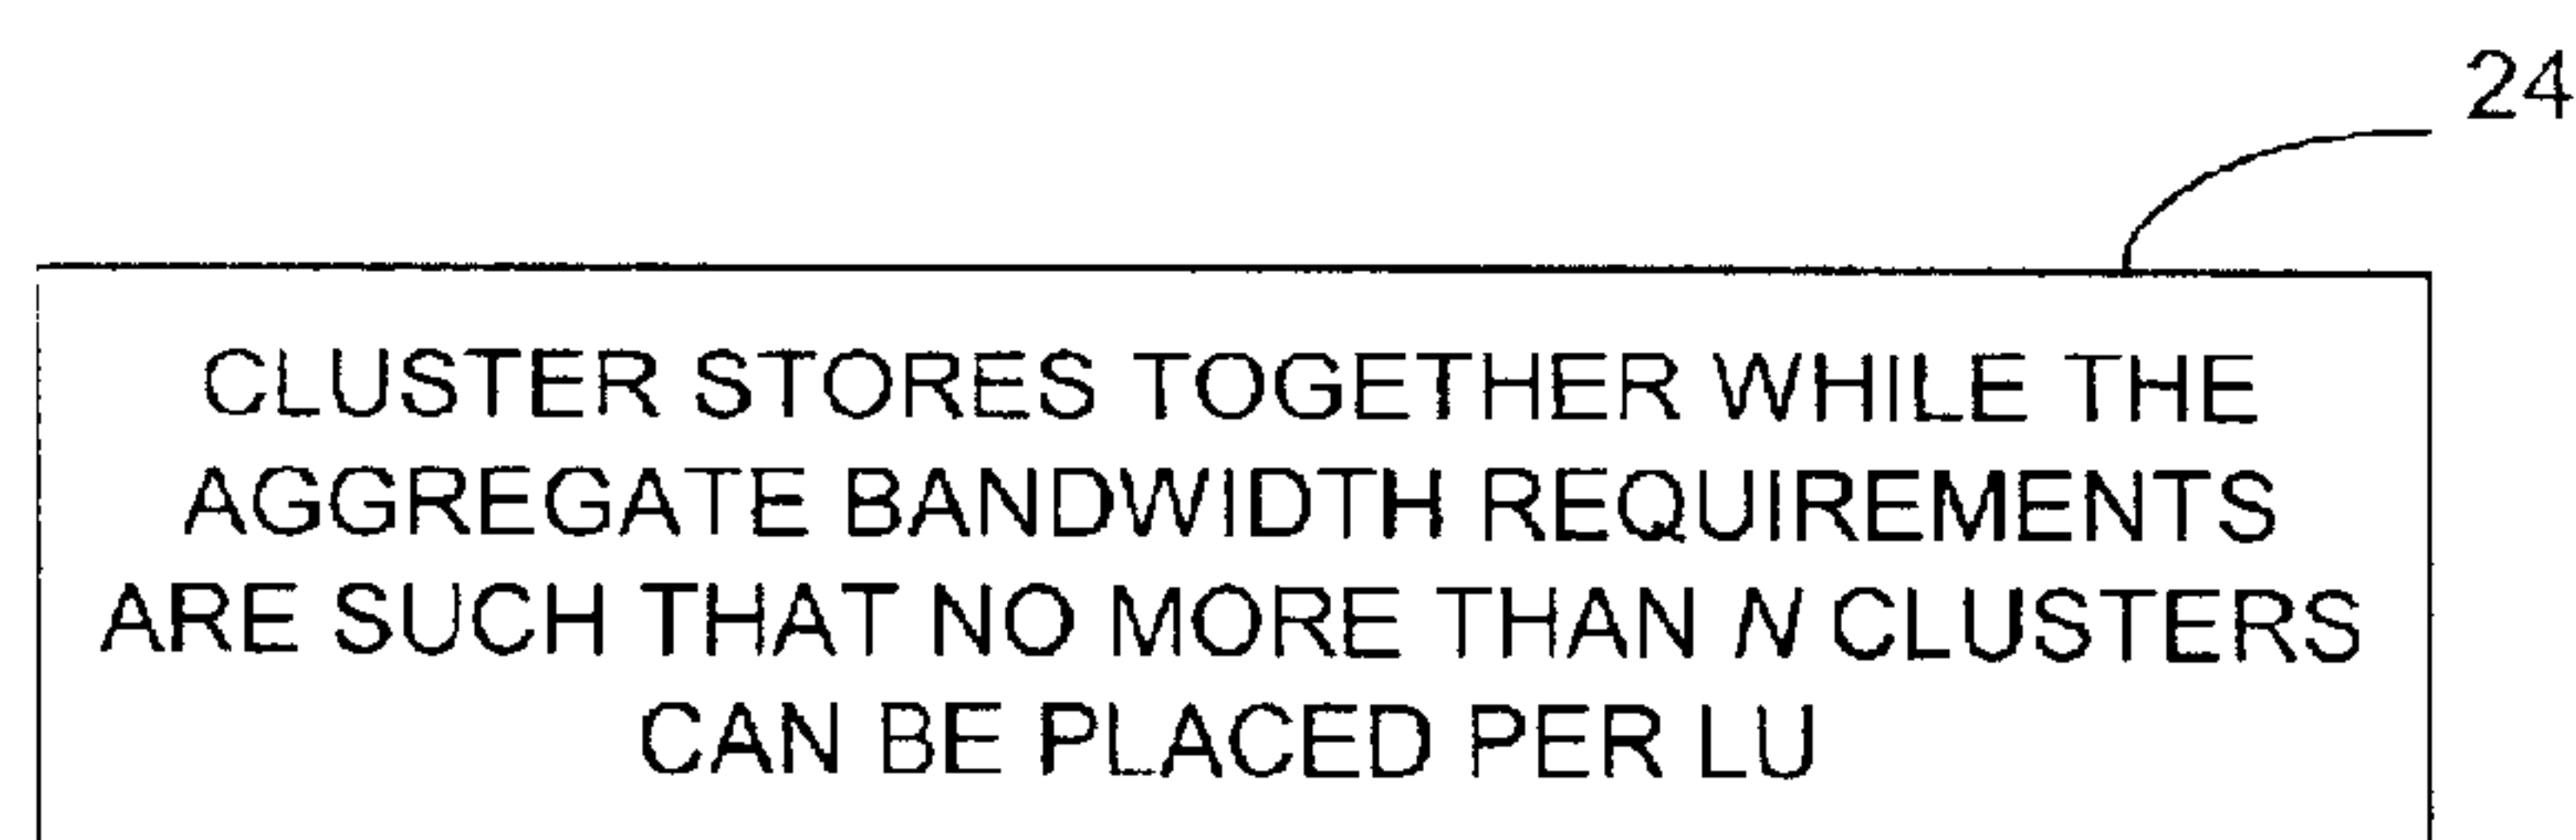 24
CLUSTER STORES TOGETHER WHILE THE
AGGREGATE BANDWIDTH REQUIREMENTS
ARE SUCH THAT NO MORE THAN N CLUSTERS
CAN BE PLACED PER LU